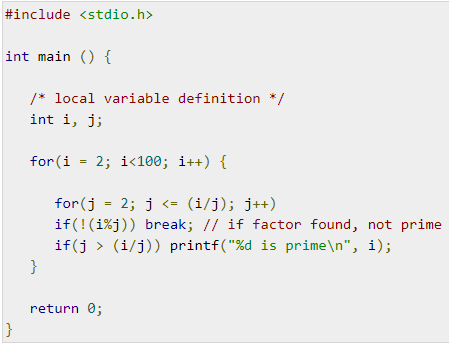 #include <stdio.h>
int main () {
/* local variable definition */
int i, j;
for(i = 2; i<100; i++) {
for(j = 2; j <= (i/j); j++)
if(!(i%j)) break; // if factor found, not prime
if(j > (i/j)) printf("%d is prime\n", i);
}
return 0;
}